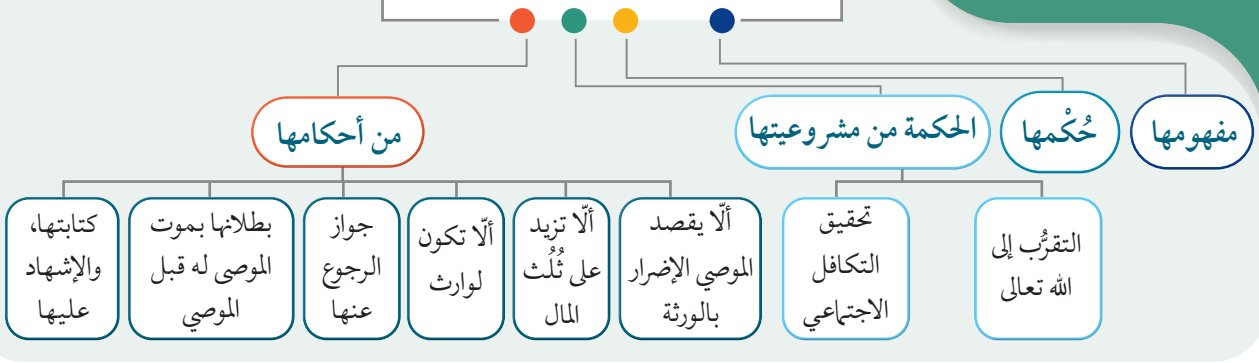 مفهومها
حُكْمها
الحكمة من مشروعيتها
من أحكامها
التقرُّب إلى
الله تعالى
تحقيق
التكافل
الاجتماعي
ألّا يقصد
الموصي الإضرار
بالورثة
ألّا تزيد
على ثُلُث
المال
ألّا تكون
لوارث
جواز
الرجوع
عنها
بطلانها بموت
الموصى له قبل
الموصي
كتابتها،
والإشهاد
عليها